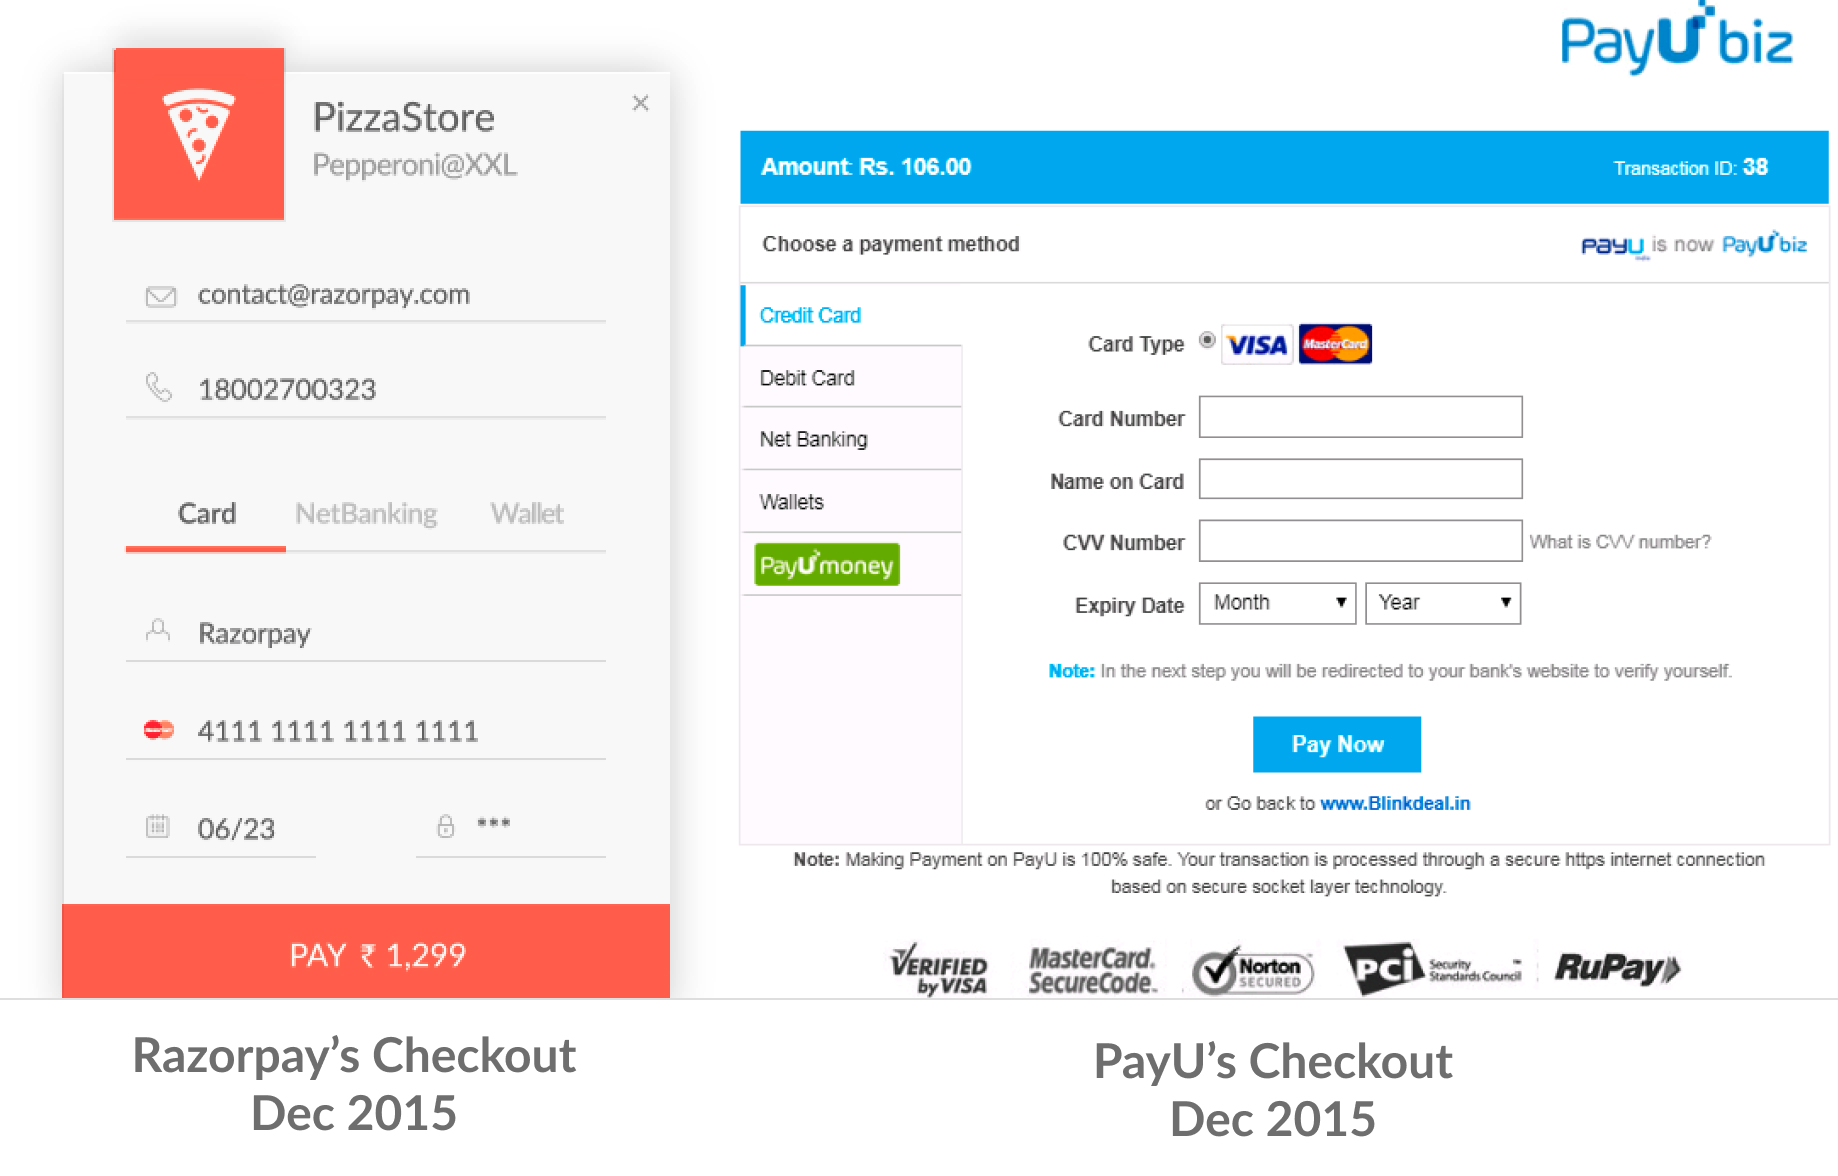 PizzaStore
Pepperoni@XXL
×
contact@razorpay.com
18002700323
Card NetBanking Wallet
Razorpay
4111 1111 1111 1111
06/23 ***
PAY ₹ 1,299
Razorpay’s Checkout
Dec 2015
PayU biz
Amount: Rs. 106.00 Transaction ID: 38
Choose a payment method
PayU is now PayU biz
Credit Card
Debit Card
Net Banking
Wallets
PayU money
Card Type VISA MasterCard
Card Number
Name on Card
CVV Number What is CVV number?
Expiry Date Month Year
Note: In the next step you will be redirected to your bank's website to verify yourself.
Pay Now
or Go back to www.Blinkdeal.in
Note: Making Payment on PayU is 100% safe. Your transaction is processed through a secure https internet connection
based on secure socket layer technology.
VERIFIED
by VISA
MasterCard.
SecureCode.
Norton
SECURED
PCI Security
Standards Council
RuPay
PayU’s Checkout
Dec 2015